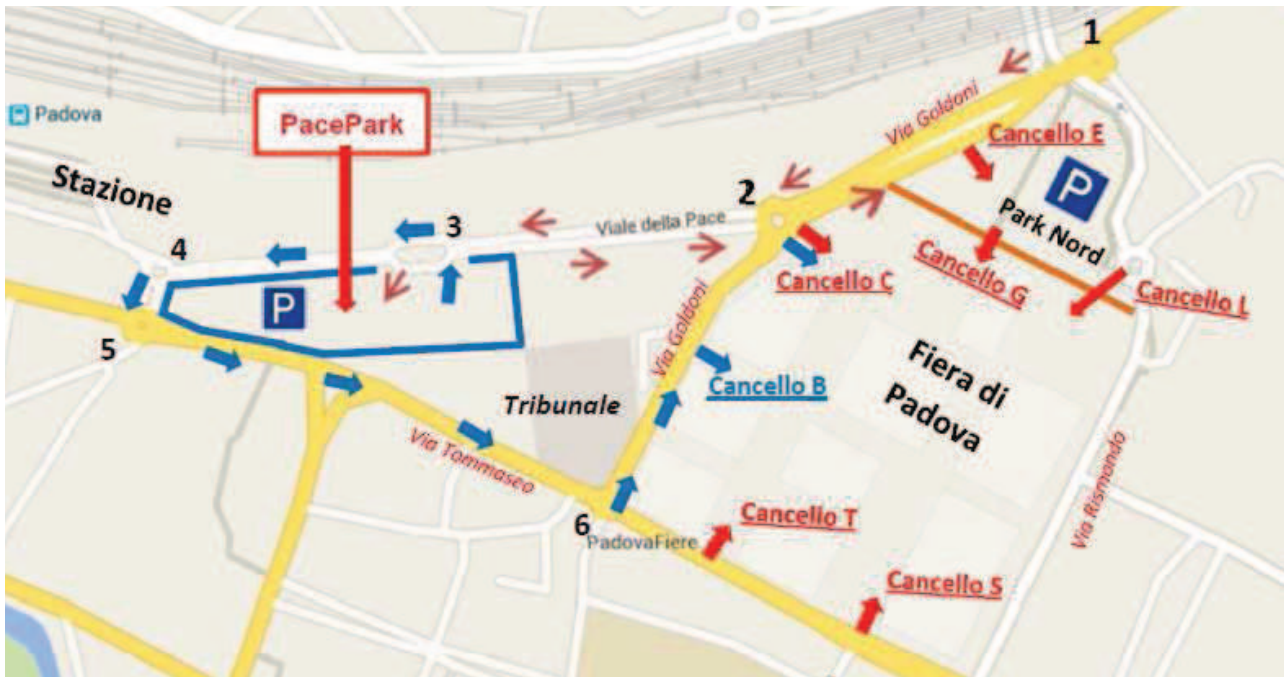 1
Padova
PacePark
Via Goldoni
Cancello E
P
Stazione
2
Park Nord
3
Viale della Pace
4
Cancello C
Cancello G
Cancello L
P
Via Goldoni
5
Fiera di
Padova
Cancello B
Tribunale
Via Tommaseo
Via Rismondo
6
Cancello T
PadovaFiere
Cancello S